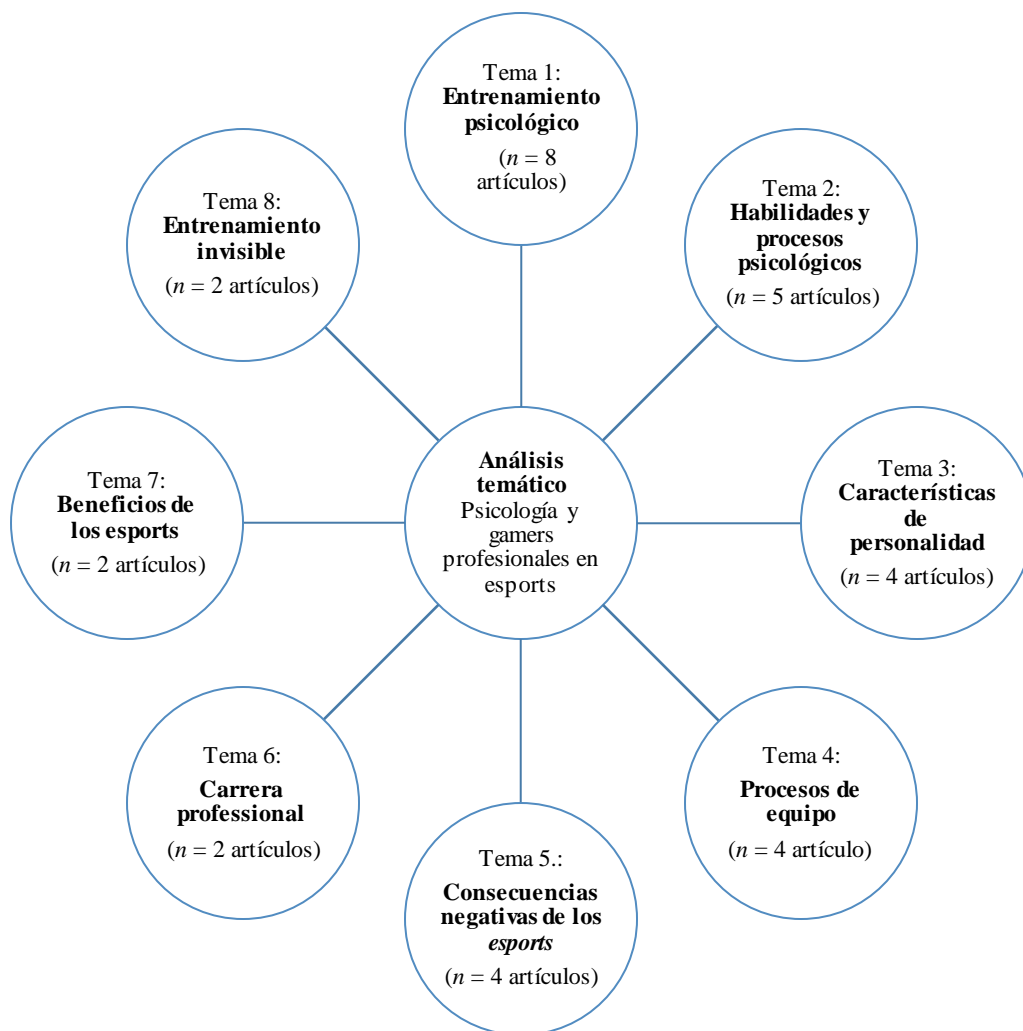 Tema 1:
Entrenamiento
psicológico
(n = 8
artículos)
Tema 2:
Habilidades y
procesos
psicológicos
(n = 5 artículos)
Tema 3:
Características
de
personalidad
(n = 4 artículos)
Tema 4:
Procesos de
equipo
(n = 4 artículo)
Tema 5.:
Consecuencias
negativas de los
esports
(n = 4 artículos)
Tema 6:
Carrera
professional
(n = 2 artículos)
Tema 7:
Beneficios de
los esports
(n = 2 artículos)
Tema 8:
Entrenamiento
invisible
(n = 2 artículos)
Análisis
temático
Psicología y
gamers
profesionales en
esports